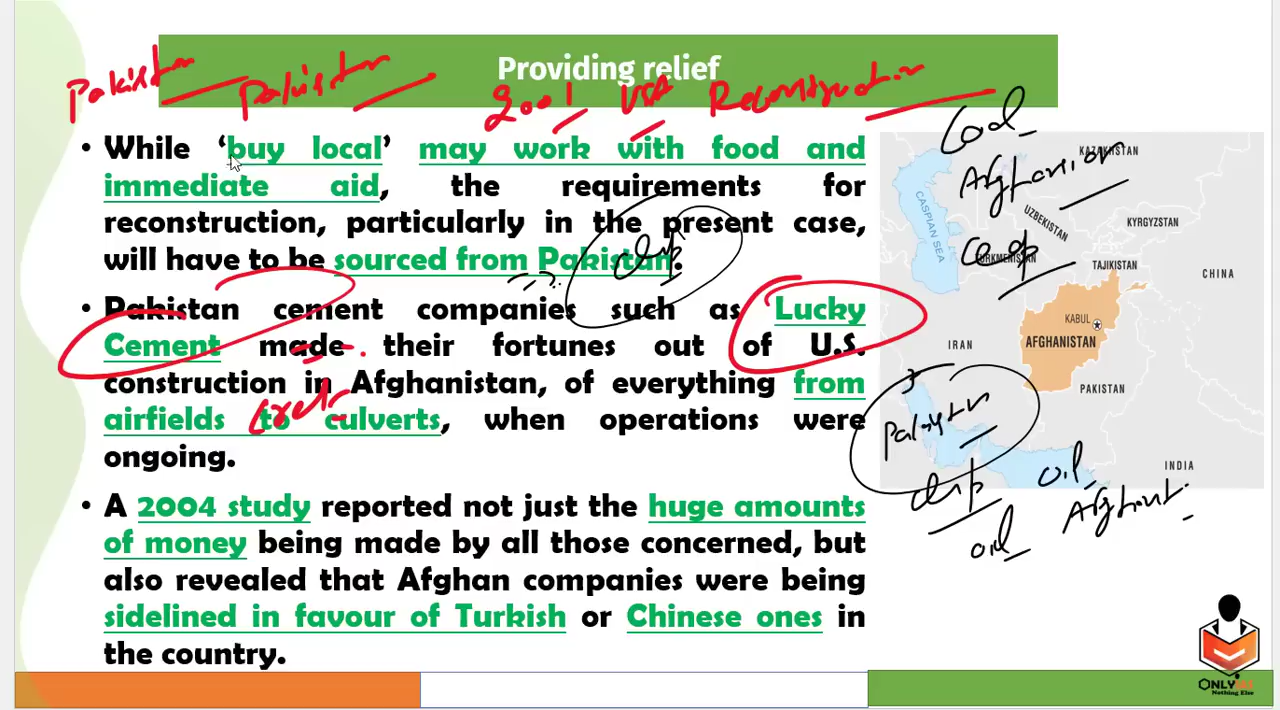 Providing relief
Pakistan Pakistan 2001 USA Reconstruction
• While ‘buy local’ may work with food and
immediate aid, the requirements for
reconstruction, particularly in the present case,
will have to be sourced from Pakistan.
• Pakistan cement companies such as Lucky
Cement made their fortunes out of U.S.
construction in Afghanistan, of everything from
airfields to culverts, when operations were
ongoing.
• A 2004 study reported not just the huge amounts
of money being made by all those concerned, but
also revealed that Afghan companies were being
sidelined in favour of Turkish or Chinese ones in
the country.
Coal
KAZAKHSTAN
CASPIAN SEA
UZBEKISTAN
KYRGYZSTAN
TURKMENISTAN
TAJIKISTAN
CHINA
KABUL
AFGHANISTAN
IRAN
PAKISTAN
INDIA
oil
oil
ONLYIAS
Nothing Else